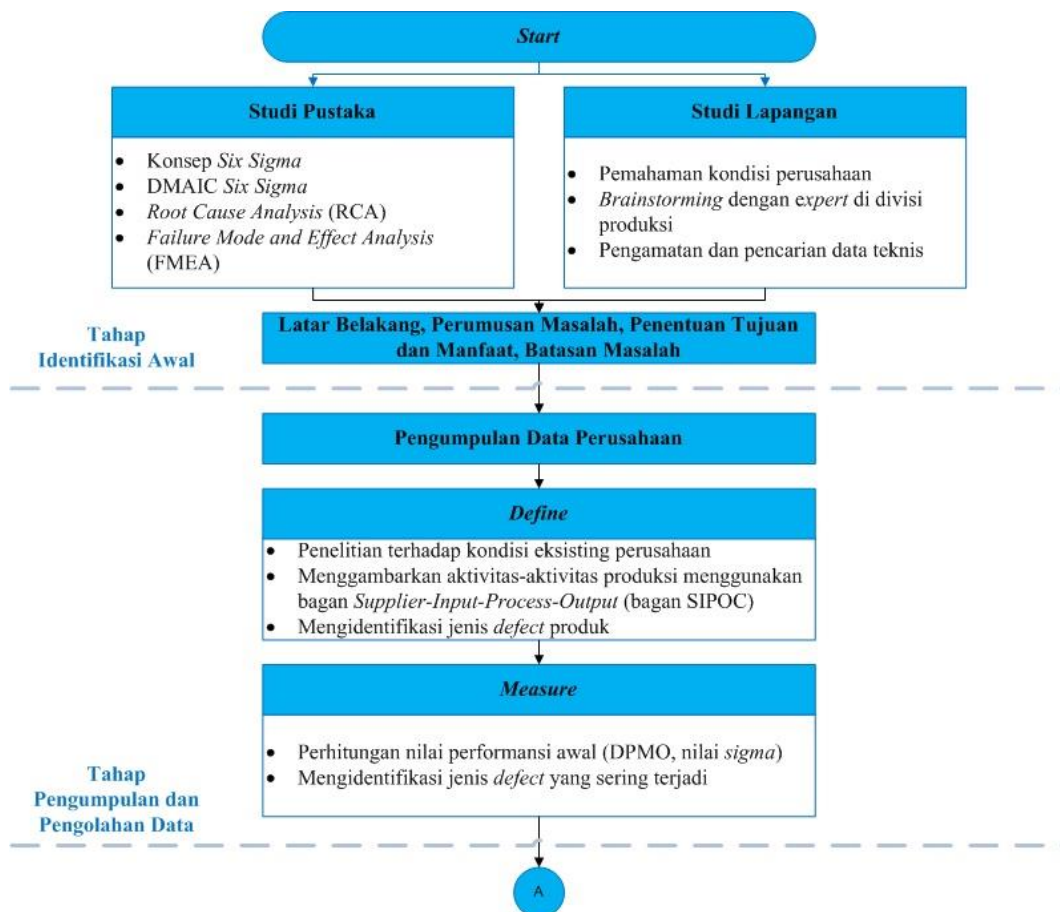 Start
Studi Pustaka
• Konsep Six Sigma
• DMAIC Six Sigma
• Root Cause Analysis (RCA)
• Failure Mode and Effect Analysis
(FMEA)
Studi Lapangan
• Pemahaman kondisi perusahaan
• Brainstorming dengan expert di divisi
produksi
• Pengamatan dan pencarian data teknis
Latar Belakang, Perumusan Masalah, Penentuan Tujuan
dan Manfaat, Batasan Masalah
Tahap
Identifikasi Awal
Pengumpulan Data Perusahaan
Define
• Penelitian terhadap kondisi eksisting perusahaan
• Menggambarkan aktivitas-aktivitas produksi menggunakan
bagan Supplier-Input-Process-Output (bagan SIPOC)
• Mengidentifikasi jenis defect produk
Measure
• Perhitungan nilai performansi awal (DPMO, nilai sigma)
• Mengidentifikasi jenis defect yang sering terjadi
Tahap
Pengumpulan dan
Pengolahan Data
A